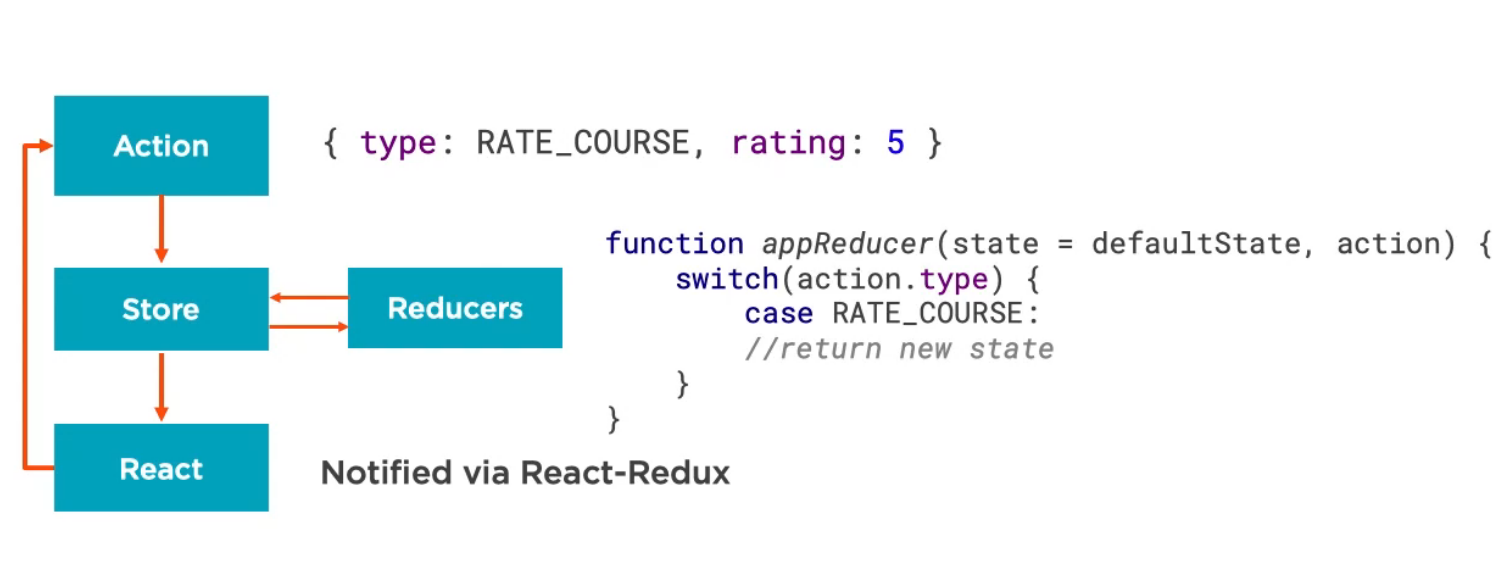 Action
{ type: RATE_COURSE, rating: 5 }
function appReducer(state = defaultState, action) {
switch(action.type) {
Store
Reducers
case RATE_COURSE:
//return new state
}
}
React
Notified via React-Redux